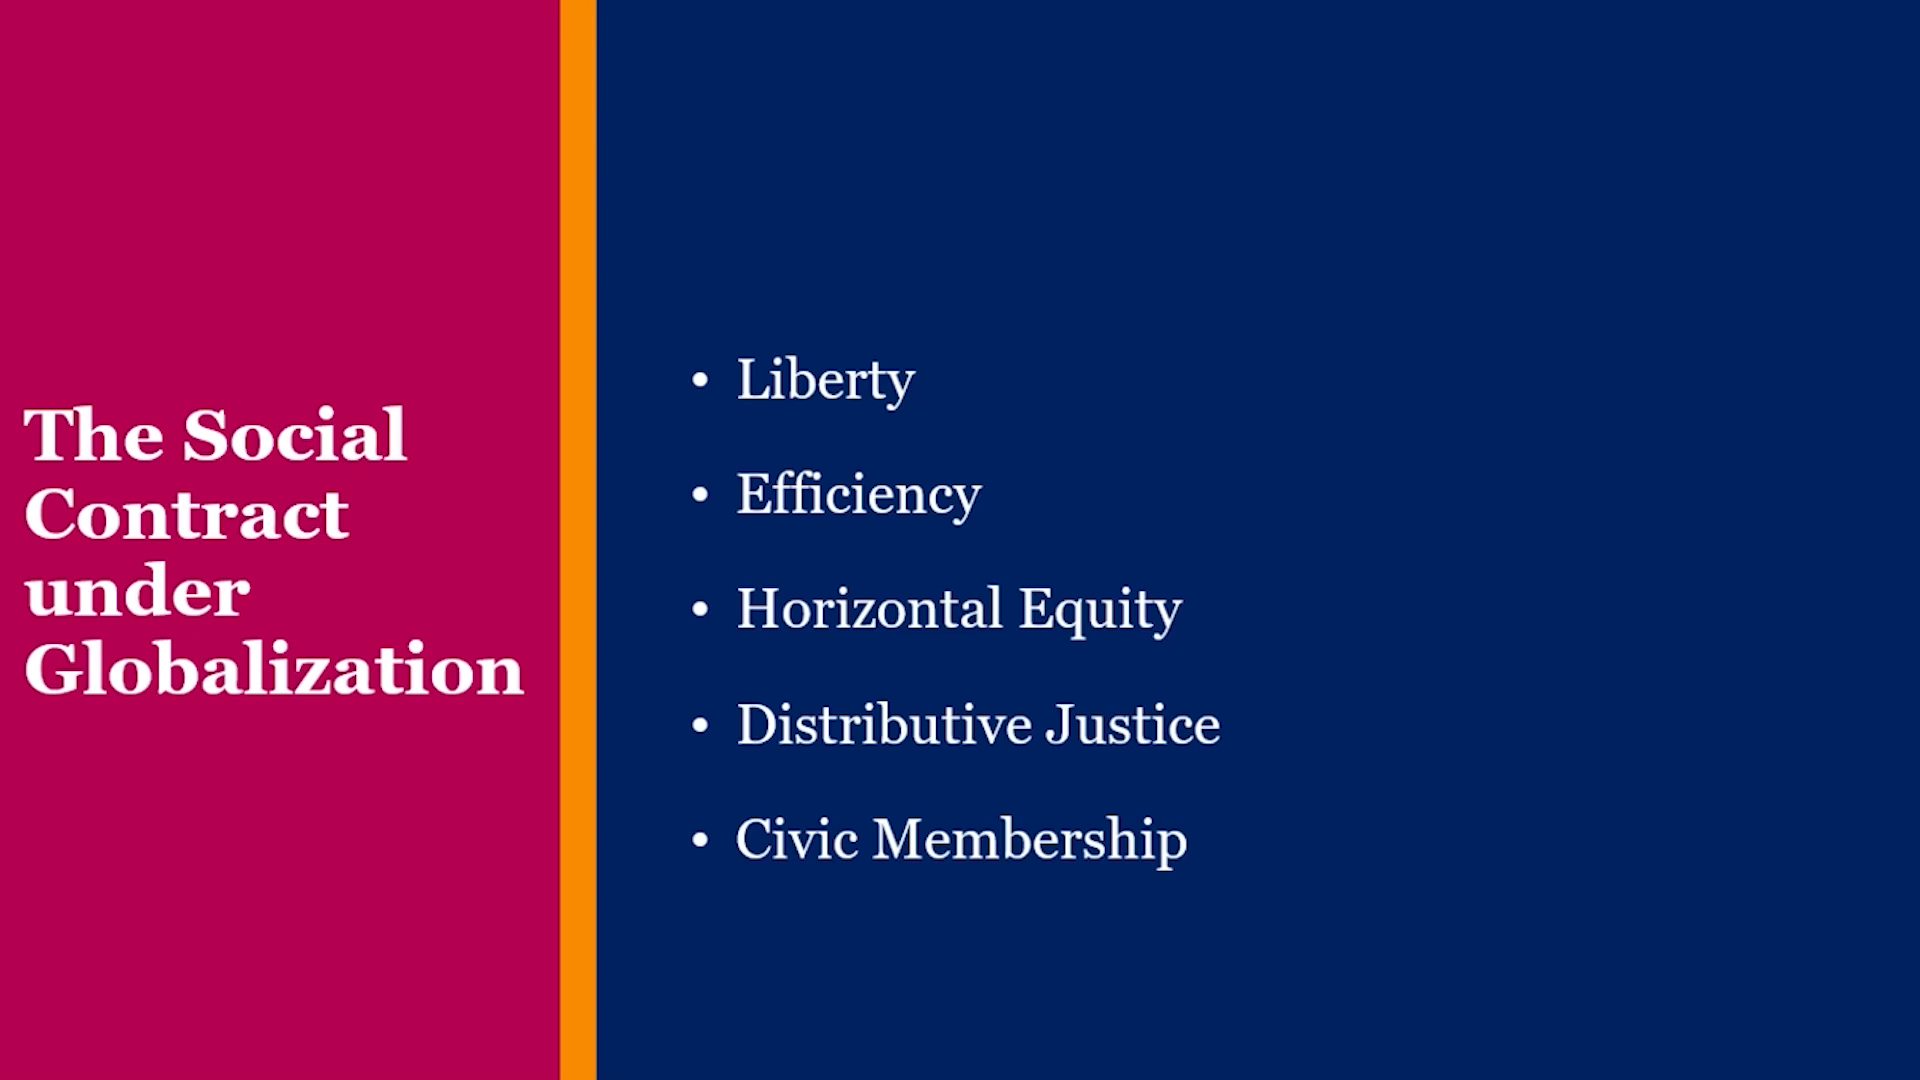 The Social
Contract
under
Globalization
• Liberty
• Efficiency
• Horizontal Equity
• Distributive Justice
• Civic Membership